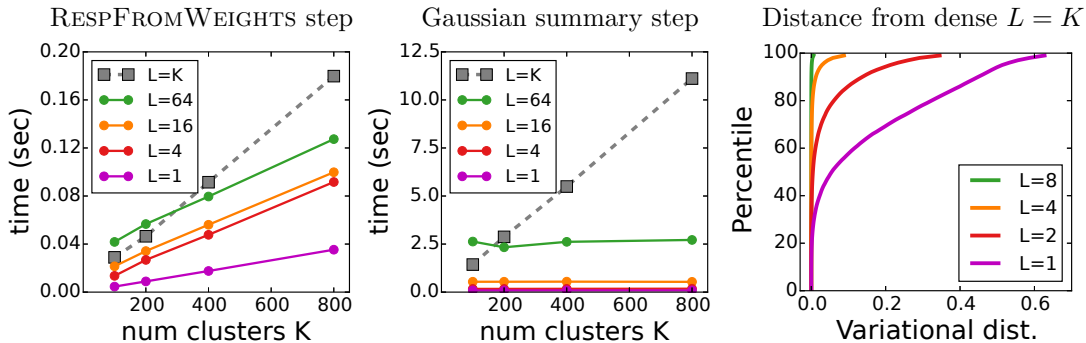 RESPFROMWEIGHTS step
0.20
0.16
0.12
0.08
0.04
0.00
time (sec)
L=K
L=64
L=16
L=4
L=1
200 400 600 800
num clusters K
Gaussian summary step
12.5
10.0
7.5
5.0
2.5
0.0
time (sec)
L=K
L=64
L=16
L=4
L=1
200 400 600 800
num clusters K
Distance from dense L = K
100
80
60
40
20
0
Percentile
L=8
L=4
L=2
L=1
0.0 0.2 0.4 0.6
Variational dist.